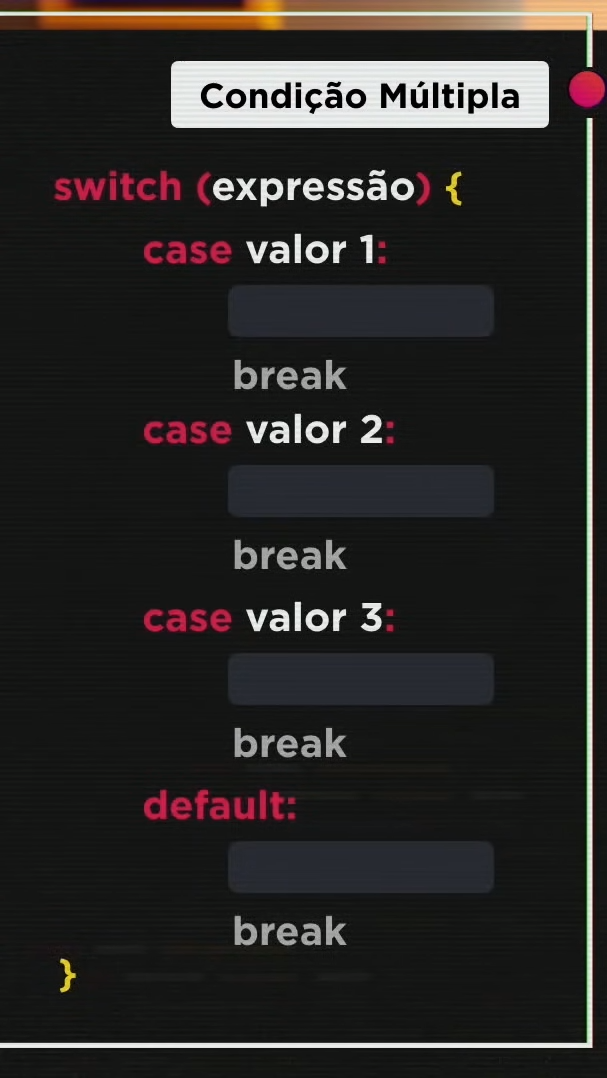 Condição Múltipla
switch (expressão) {
case valor 1:
break
case valor 2:
break
case valor 3:
break
default:
break
}